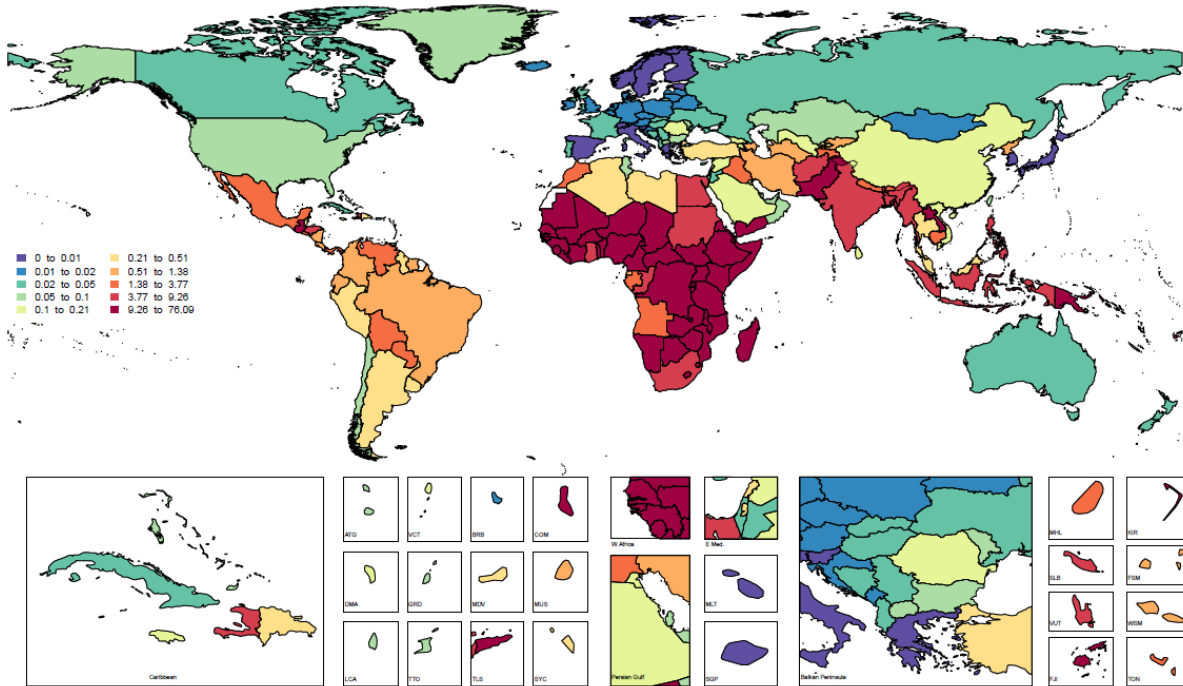 0 to 0.01
0.01 to 0.02
0.02 to 0.05
0.05 to 0.1
0.1 to 0.21
0.21 to 0.51
0.51 to 1.38
1.38 to 3.77
3.77 to 9.26
9.26 to 76.09
Caribbean
ATG
VCT
BRB
COM
DMA
GRD
MDV
MUS
LCA
TTO
TLS
SYC
W Africa
E Med.
Persian Gulf
MLT
SGP
Balkan Peninsula
MHL
KIR
SLB
FSM
VUT
WSM
FJI
TON